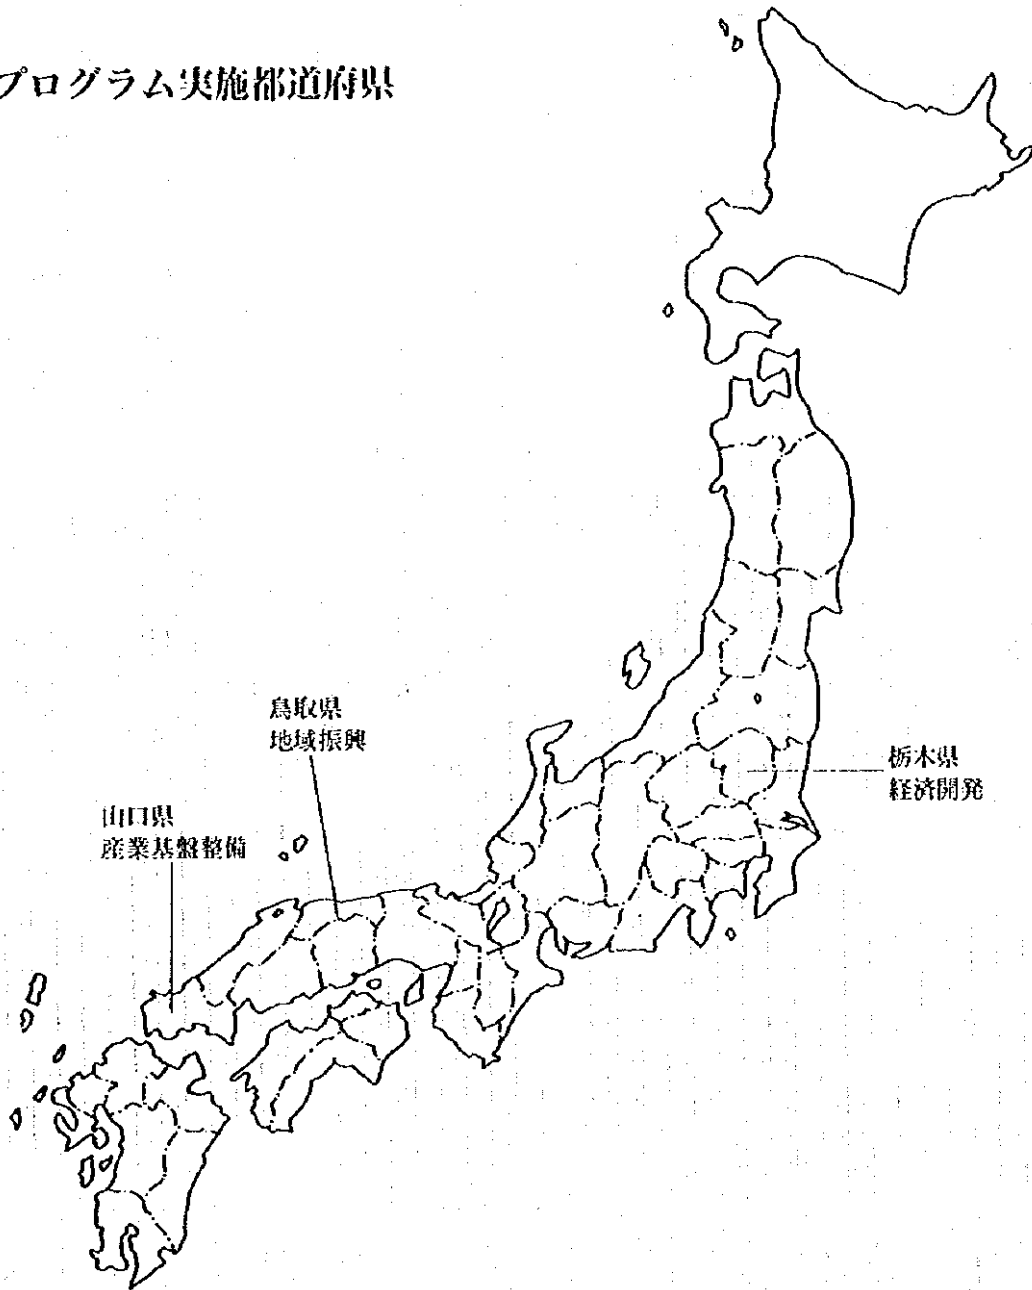 プログラム実施都道府県
鳥取県
地域振興
栃木県
経済開発
山口県
産業基盤整備